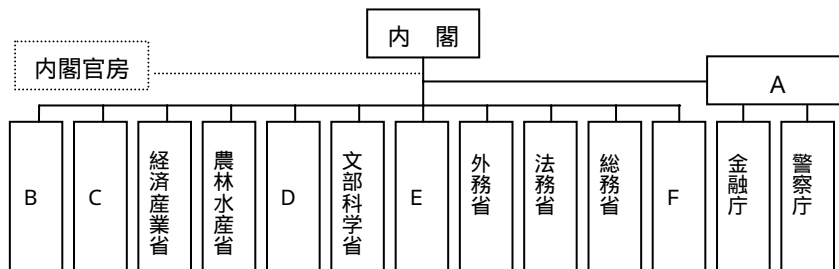 内　閣
内閣官房
A
B
C
経済産業省
農林水産省
D
文部科学省
E
外務省
法務省
総務省
F
金融庁
警察庁